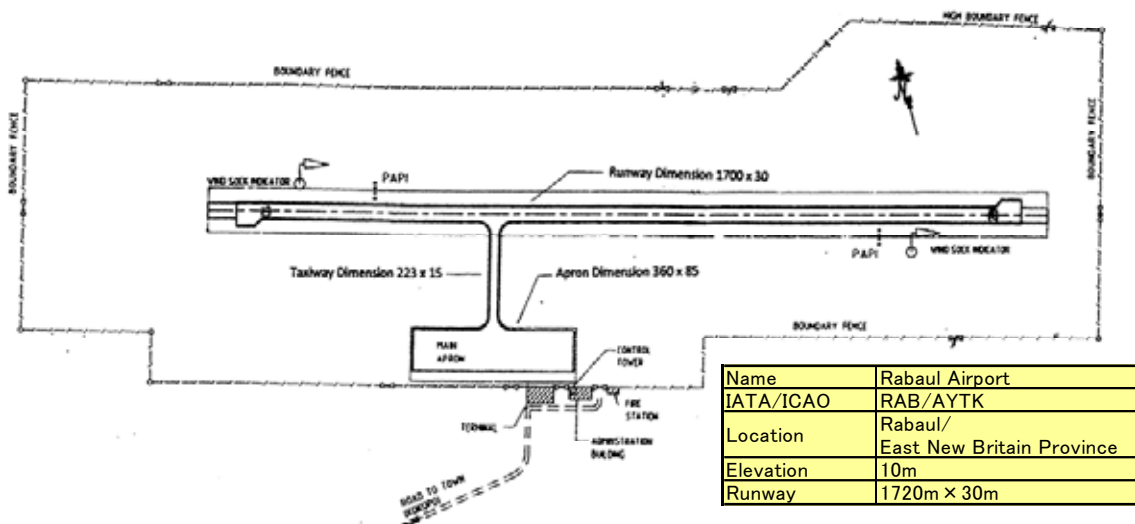 HIGH BOUNDARY FENCE
BOUNDARY FENCE
BOUNDARY FENCE
BOUNDARN FENCE
WIND SOCK INDICATOR
PAPI
Runway Dimension 1700 x 30
PAPI
WIND SOCK INDICATOR
Taxiway Dimension 223 x 15
Apron Dimension 360 x 85
BOUNDARY FENCE
MAIN
APRON
CONTROL
TOWER
TERMINAL
FIRE
STATION
ADMINISTRATION
BUILDING
ROAD TO TOWN
Name Rabaul Airport
IATA/ICAO RAB/AYTK
Location Rabaul/
East New Britain Province
Elevation 10m
Runway 1720m × 30m